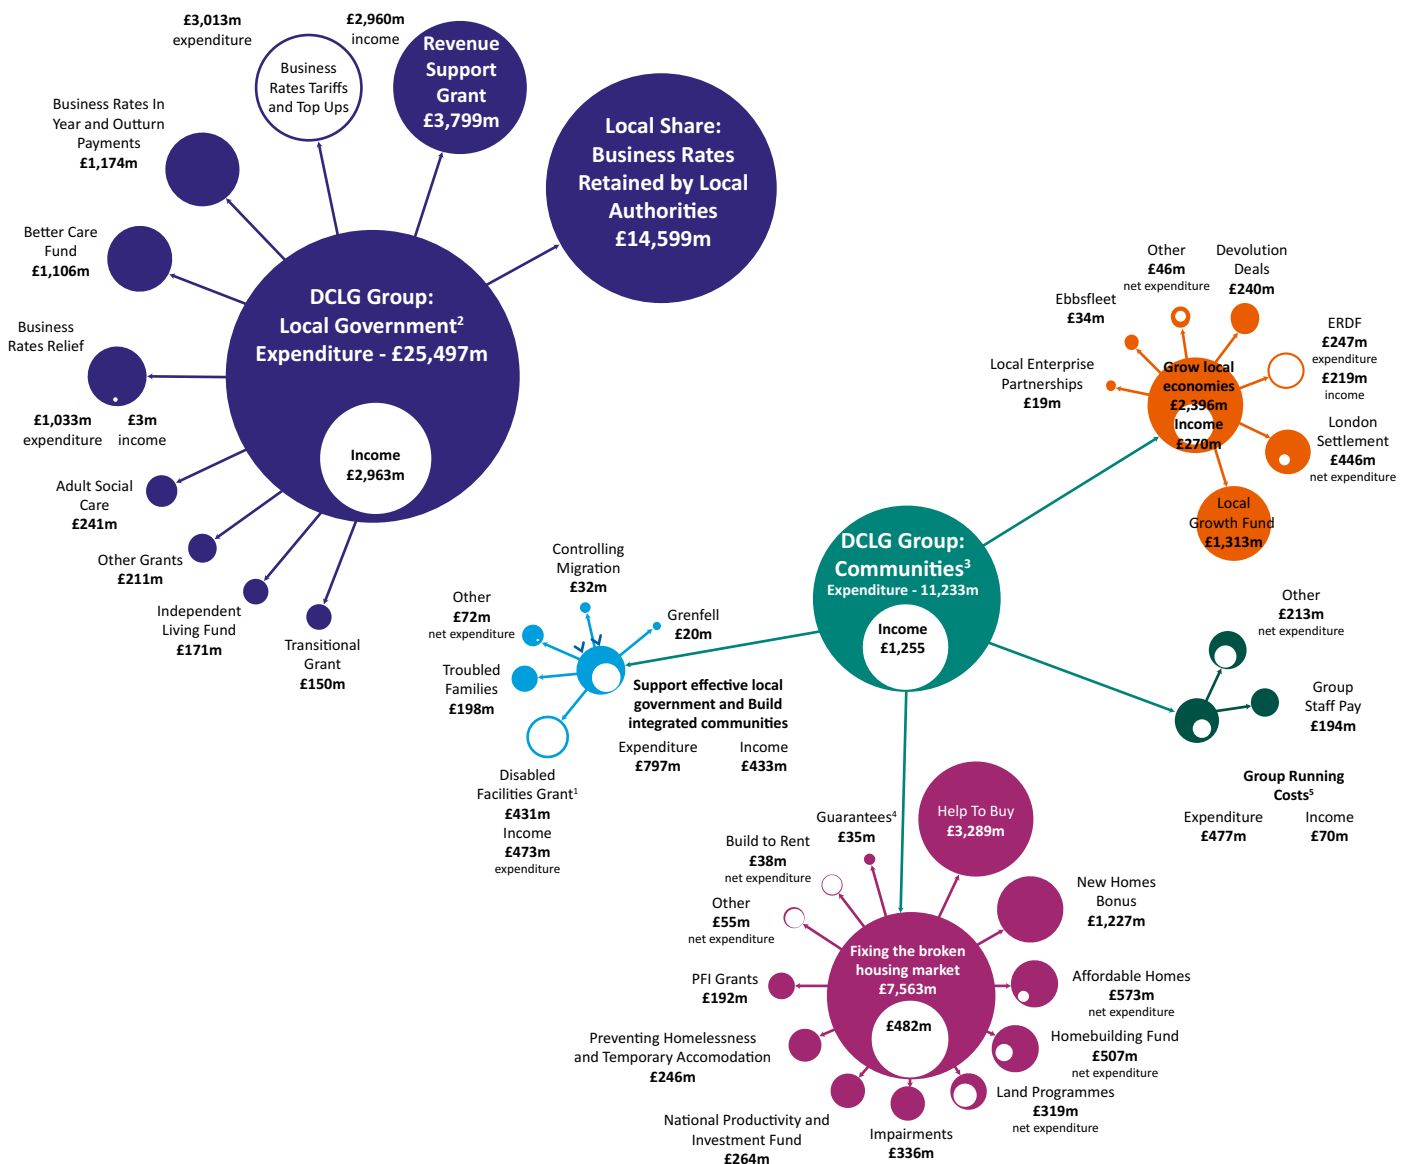 £3,013m
expenditure
£2,960m
income
Business
Rates Tariffs
and Top Ups
Revenue
Support
Grant
£3,799m
Local Share:
Business Rates
Retained by Local
Authorities
£14,599m
Business Rates In
Year and Outturn
Payments
£1,174m
Better Care
Fund
£1,106m
Business
Rates Relief
£1,033m
expenditure
£3m
income
DCLG Group:
Local Government²
Expenditure - £25,497m
Income
£2,963m
Adult Social
Care
£241m
Other Grants
£211m
Independent
Living Fund
£171m
Transitional
Grant
£150m
Other
£46m
net expenditure
Devolution
Deals
£240m
Ebbsfleet
£34m
Local Enterprise
Partnerships
£19m
Grow local
economies
£2,396m
Income
£270m
ERDF
£247m
expenditure
£219m
income
London
Settlement
£446m
net expenditure
Local
Growth Fund
£1,313m
DCLG Group:
Communities³
Expenditure - 11,233m
Income
£1,255
Controlling
Migration
£32m
Other
£72m
net expenditure
Grenfell
£20m
Troubled
Families
£198m
Support effective local
government and Build
integrated communities
Expenditure
£797m
Income
£433m
Disabled
Facilities Grant¹
£431m
Income
£473m
expenditure
Other
£213m
net expenditure
Group
Staff Pay
£194m
Group Running
Costs⁵
Expenditure
£477m
Income
£70m
Guarantees⁴
£35m
Help To Buy
£3,289m
Build to Rent
£38m
net expenditure
Other
£55m
net expenditure
New Homes
Bonus
£1,227m
Fixing the broken
housing market
£7,563m
£482m
PFI Grants
£192m
Affordable Homes
£573m
net expenditure
Preventing Homelessness
and Temporary Accomodation
£246m
Homebuilding Fund
£507m
net expenditure
Land Programmes
£319m
net expenditure
National Productivity and
Investment Fund
£264m
Impairments
£336m